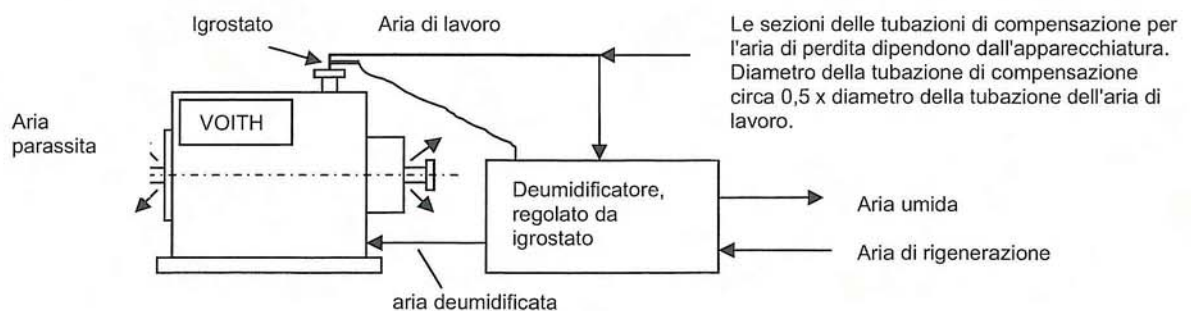 Igrostato
Aria di lavoro
Le sezioni delle tubazioni di compensazione per
l'aria di perdita dipendono dall'apparecchiatura.
Diametro della tubazione di compensazione
circa 0,5 x diametro della tubazione dell'aria di
lavoro.
Aria
parassita
VOITH
Deumidificatore,
regolato da
igrostato
Aria umida
Aria di rigenerazione
aria deumidificata